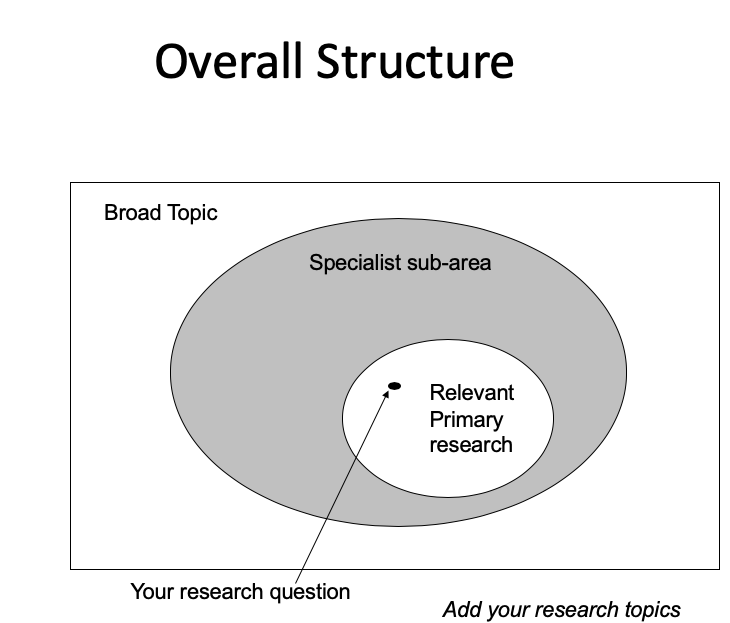 Overall Structure
Broad Topic
Specialist sub-area
Relevant
Primary
research
Your research question
Add your research topics